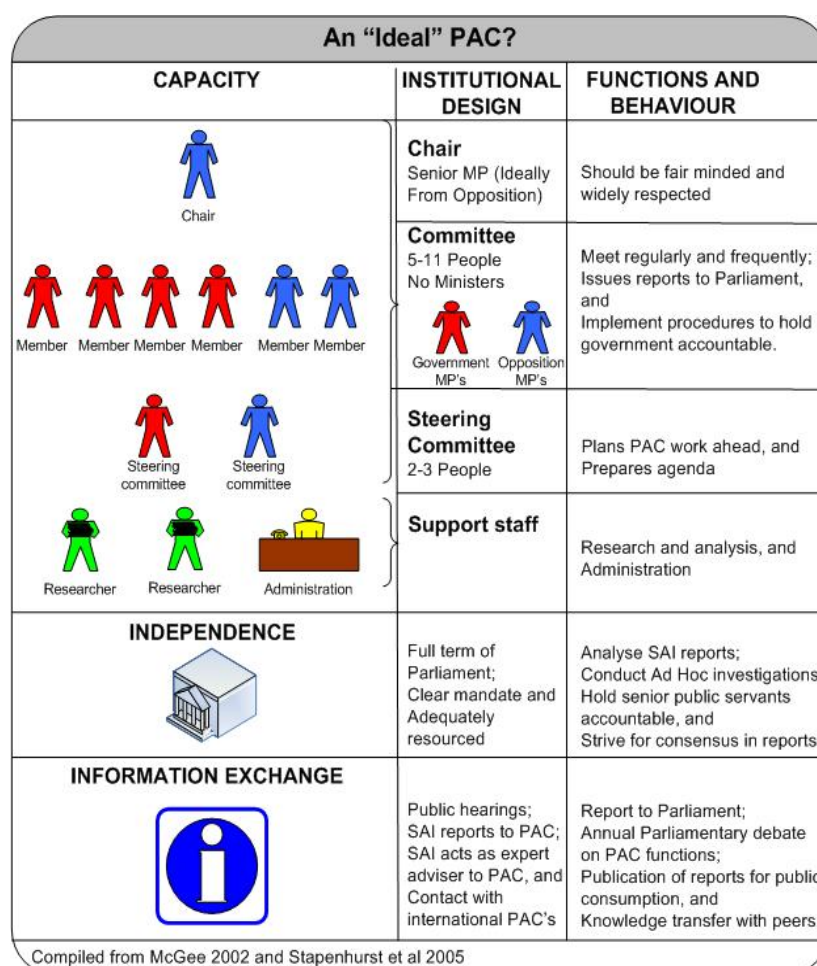 An “Ideal” PAC?
CAPACITY
INSTITUTIONAL
DESIGN
FUNCTIONS AND
BEHAVIOUR
Chair
Chair
Senior MP (Ideally
From Opposition)
Should be fair minded and
widely respected
Member Member Member Member Member Member
Committee
5-11 People
No Ministers
Government
MP's
Opposition
MP's
Meet regularly and frequently;
Issues reports to Parliament,
and
Implement procedures to hold
government accountable.
Steering
committee
Steering
committee
Steering
Committee
2-3 People
Plans PAC work ahead, and
Prepares agenda
Researcher Researcher Administration
Support staff
Research and analysis, and
Administration
INDEPENDENCE
Full term of
Parliament;
Clear mandate and
Adequately
resourced
Analyse SAI reports;
Conduct Ad Hoc investigations
Hold senior public servants
accountable, and
Strive for consensus in reports
INFORMATION EXCHANGE
Public hearings;
SAI reports to PAC;
SAI acts as expert
adviser to PAC, and
Contact with
international PAC's
Report to Parliament;
Annual Parliamentary debate
on PAC functions;
Publication of reports for public
consumption, and
Knowledge transfer with peers
Compiled from McGee 2002 and Stapenhurst et al 2005